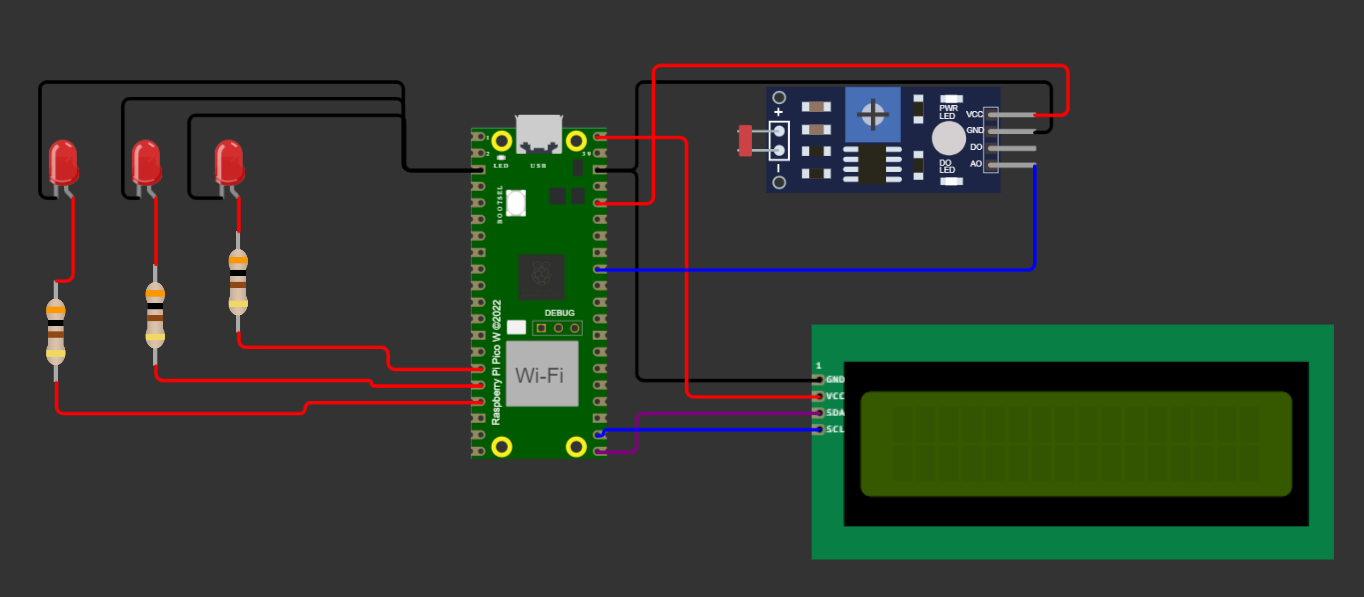 1
2
LED
USB
39
BOOTSEL
DEBUG
Raspberry Pi Pico W ©2022
Wi-Fi
+
−
PWR
LED
VCC
GND
DO
AO
DO
LED
1
GND
VCC
SDA
SCL